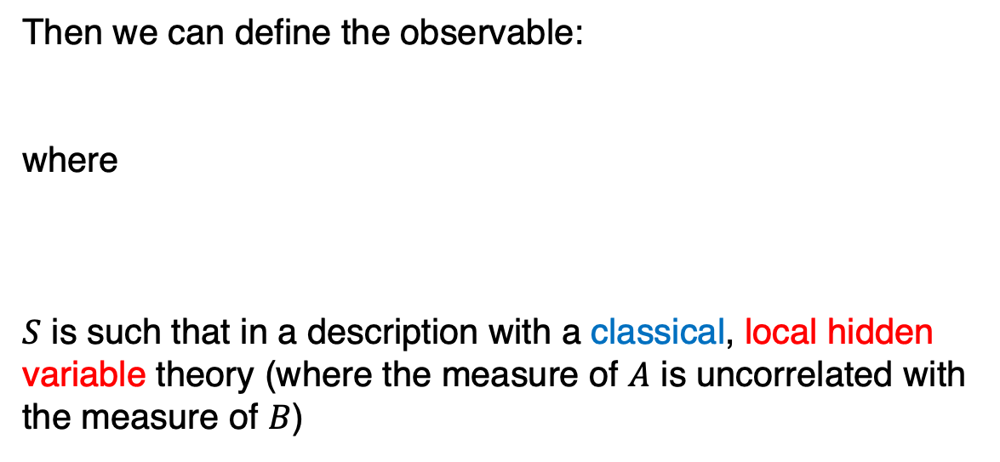 Then we can define the observable:
where
S is such that in a description with a classical, local hidden
variable theory (where the measure of A is uncorrelated with
the measure of B)